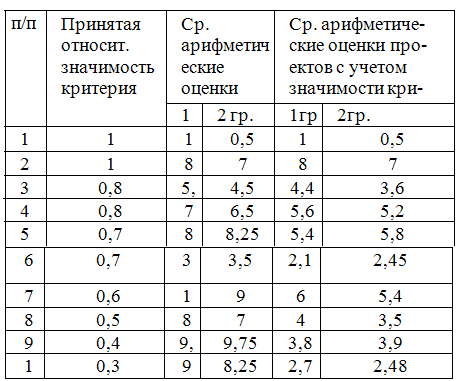 п/п Принятая относит. значимость критерия Ср. арифметич еские оценки Ср. арифметиче- ские оценки про- ектов с учетом значимости кри-
1 2 гр. 1гр 2гр.
1 1 1 0,5 1 0,5
2 1 8 7 8 7
3 0,8 5, 4,5 4,4 3,6
4 0,8 7 6,5 5,6 5,2
5 0,7 8 8,25 5,4 5,8
6 0,7 3 3,5 2,1 2,45
7 0,6 1 9 6 5,4
8 0,5 8 7 4 3,5
9 0,4 9, 9,75 3,8 3,9
1 0,3 9 8,25 2,7 2,48